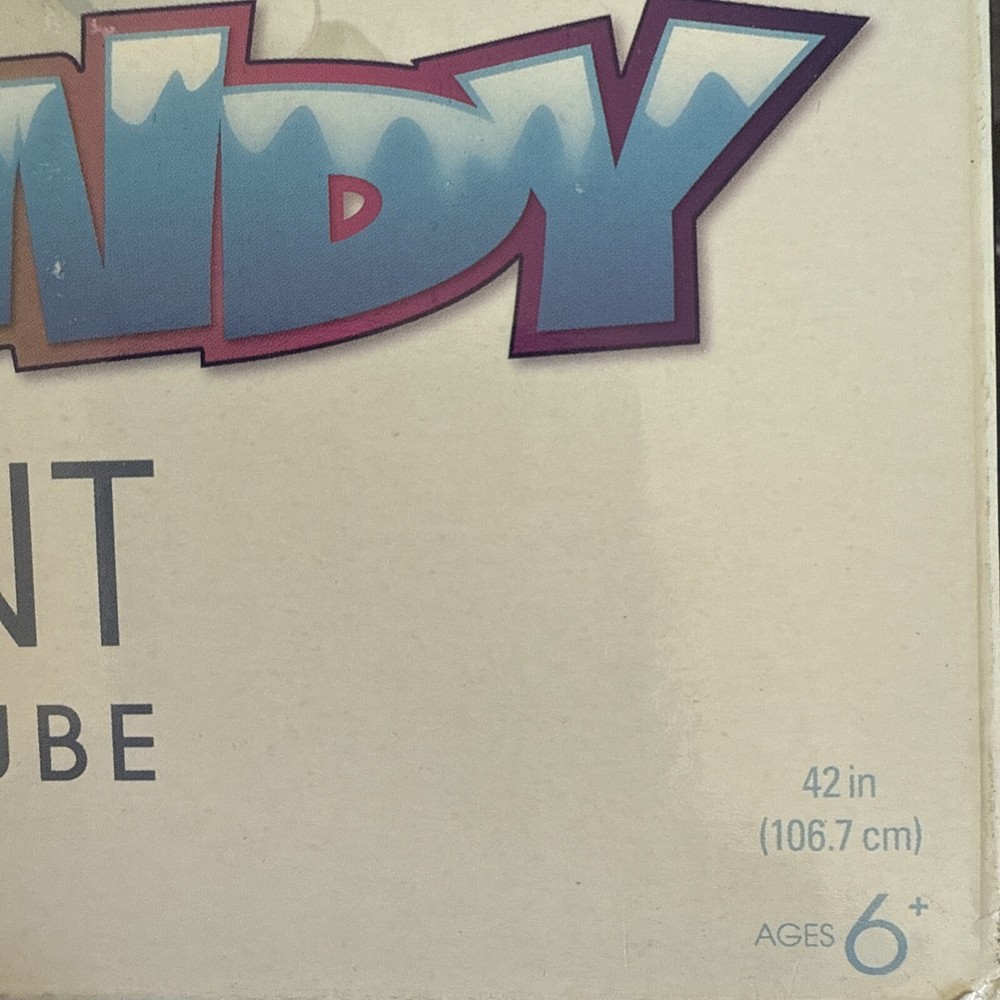 NDY
NT
UBE
42 in
(106.7 cm)
AGES 6+